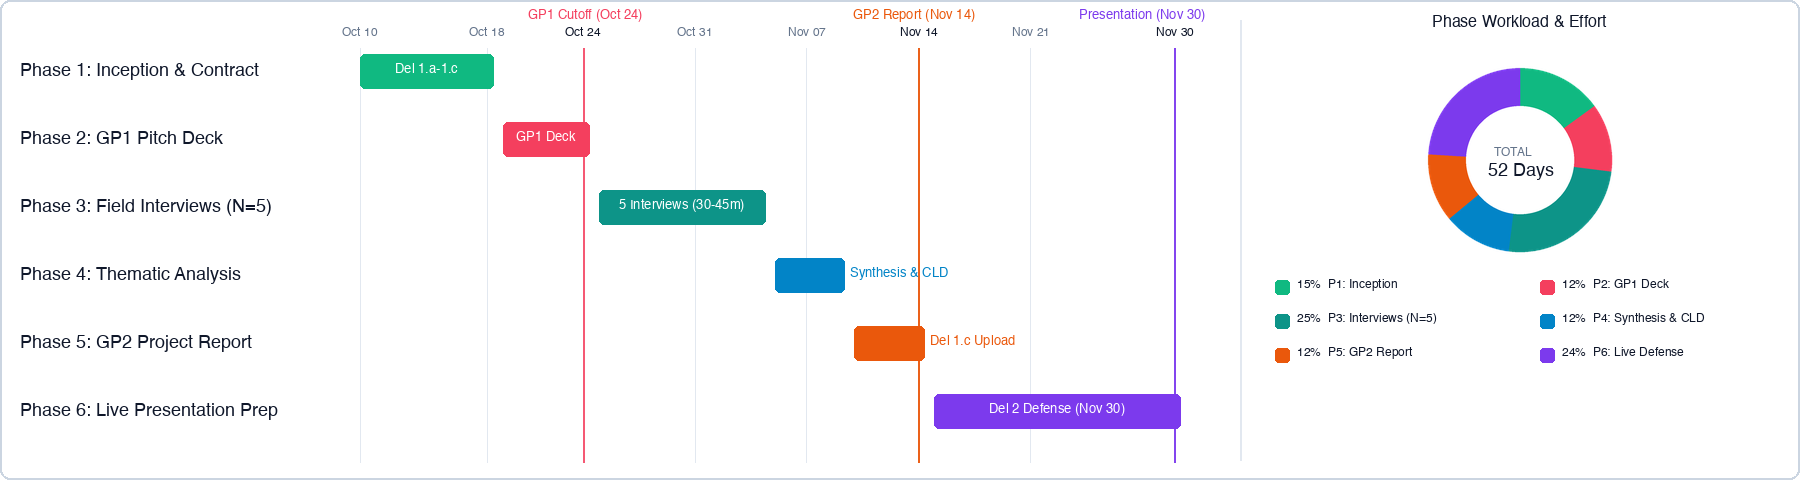 GP1 Cutoff (Oct 24) GP2 Report (Nov 14) Presentation (Nov 30)
Oct 10 Oct 18 Oct 24 Oct 31 Nov 07 Nov 14 Nov 21 Nov 30
Phase 1: Inception & Contract Del 1.a-1.c
Phase 2: GP1 Pitch Deck GP1 Deck
Phase 3: Field Interviews (N=5) 5 Interviews (30-45m)
Phase 4: Thematic Analysis Synthesis & CLD
Phase 5: GP2 Project Report Del 1.c Upload
Phase 6: Live Presentation Prep Del 2 Defense (Nov 30)
Phase Workload & Effort
TOTAL
52 Days
15% P1: Inception 12% P2: GP1 Deck
25% P3: Interviews (N=5) 12% P4: Synthesis & CLD
12% P5: GP2 Report 24% P6: Live Defense